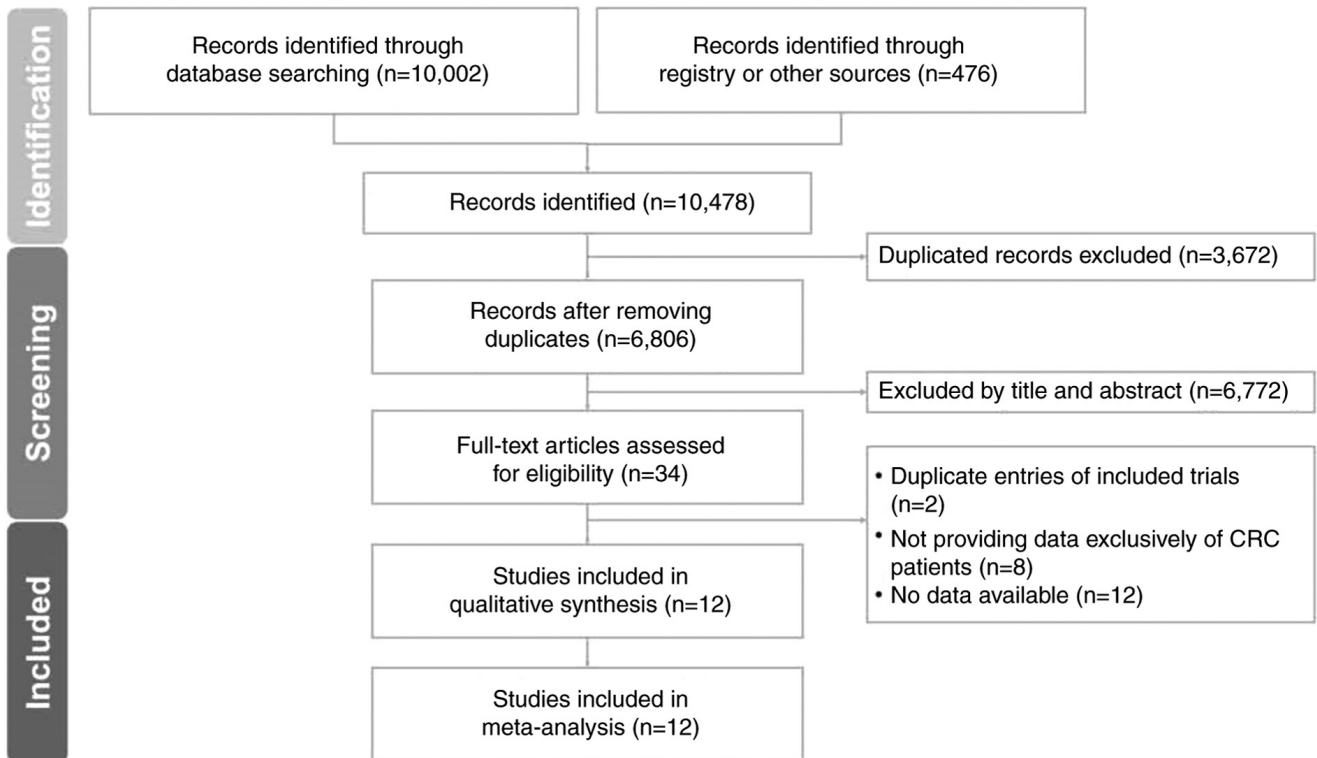 Identification
Records identified through
database searching (n=10,002)
Records identified through
registry or other sources (n=476)
Records identified (n=10,478)
Duplicated records excluded (n=3,672)
Screening
Records after removing
duplicates (n=6,806)
Excluded by title and abstract (n=6,772)
Full-text articles assessed
for eligibility (n=34)
• Duplicate entries of included trials
(n=2)
• Not providing data exclusively of CRC
patients (n=8)
• No data available (n=12)
Included
Studies included in
qualitative synthesis (n=12)
Studies included in
meta-analysis (n=12)